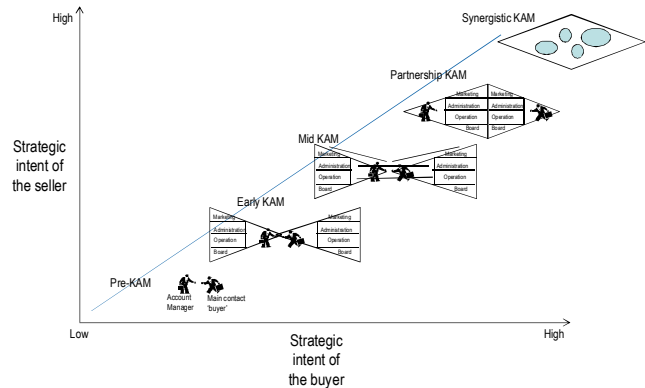 High
Synergistic KAM
Partnership KAM
Marketing Marketing
Administration Administration
Operation Operation
Board Board
Mid KAM
Marketing Marketing
Administration Administration
Operation Operation
Board Board
Strategic
intent of
the seller
Early KAM
Marketing Marketing
Administration Administration
Operation Operation
Board Board
Pre-KAM
Account
Manager
Main contact
‘buyer’
Low
High
Strategic
intent of
the buyer